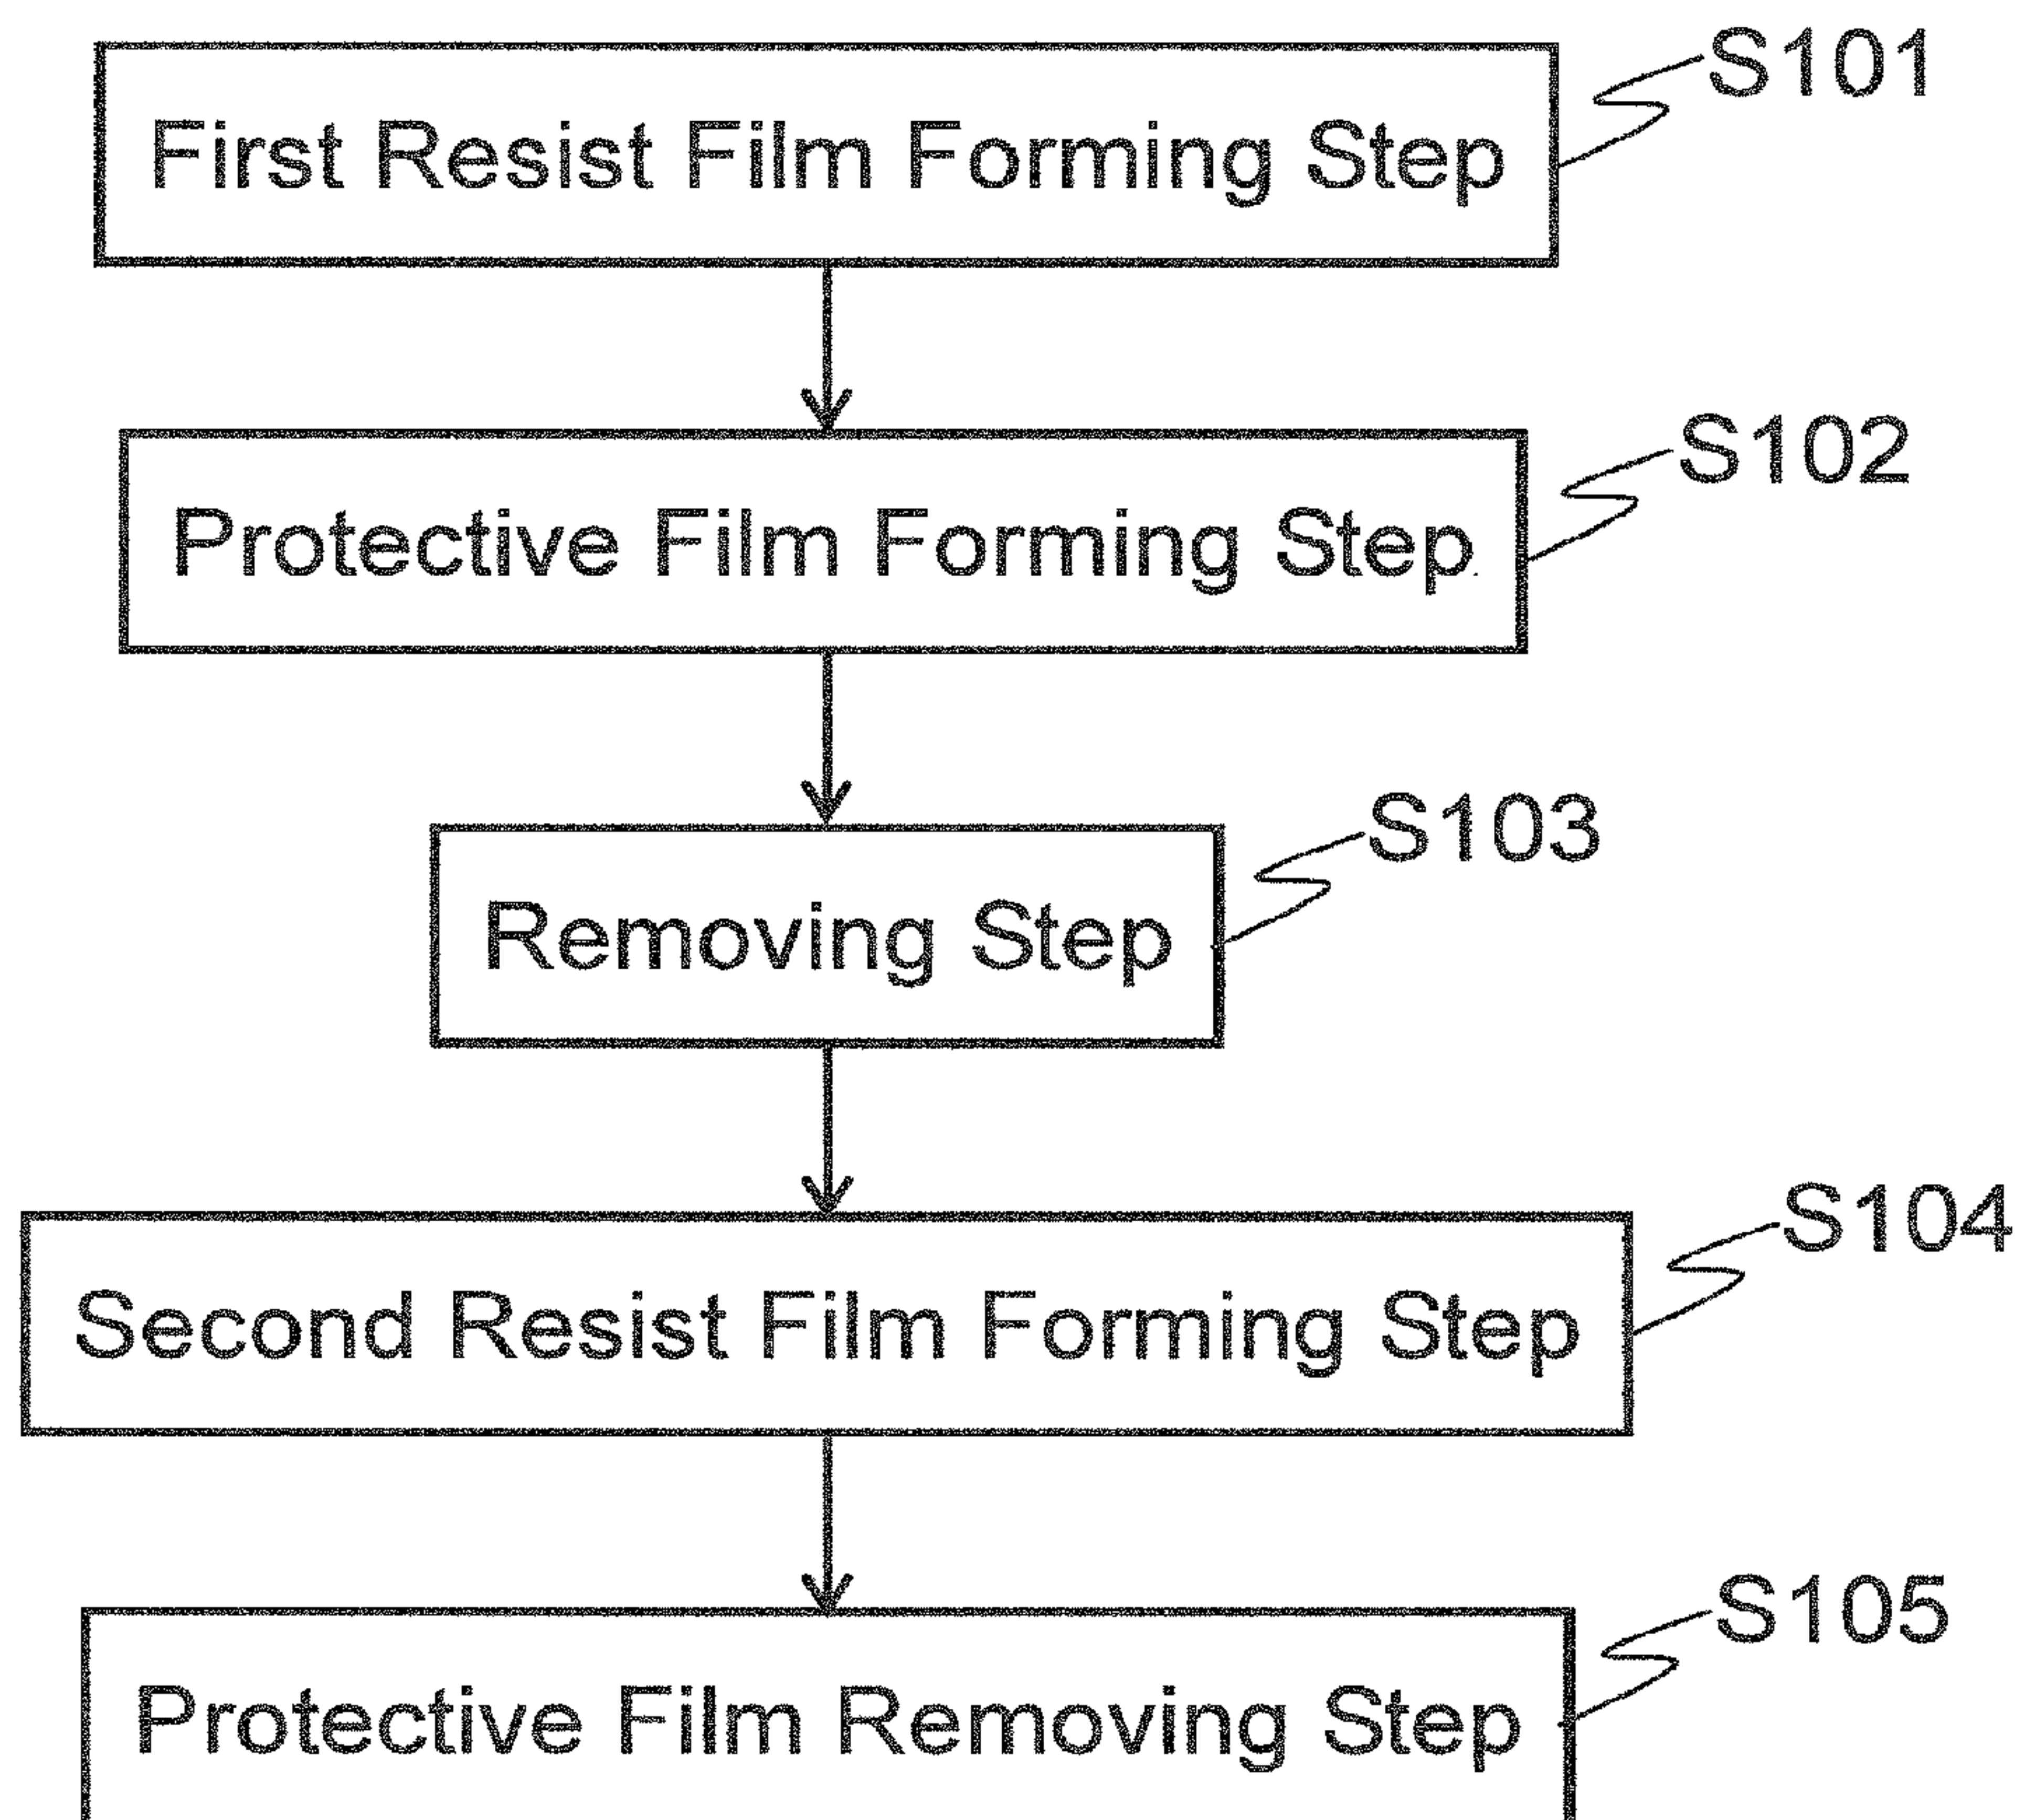 S101
First Resist Film Forming Step
S102
Protective Film Forming Step
S103
Removing Step
S104
Second Resist Film Forming Step
S105
Protective Film Removing Step